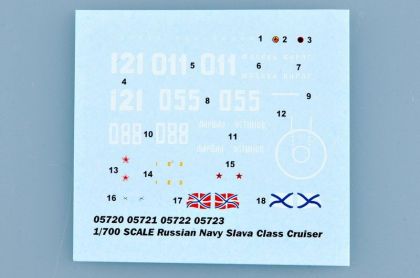 1 2 3
121 011 011
4 5 6 7
121 055 055
8
12
088 088
10 11
13 14 15
16 17 18
05720 05721 05722 05723
1/700 SCALE Russian Navy Slava Class Cruiser